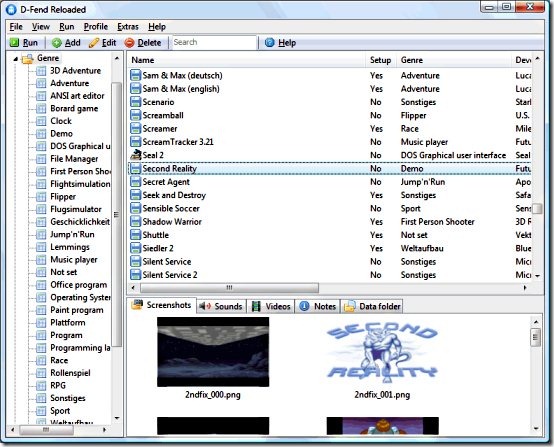 D-Fend Reloaded
File View Run Profile Extras Help
Run Add Edit Delete Search Help
Genre
3D Adventure
Adventure
ANSI art editor
Board game
Clock
Demo
DOS Graphical u
File Manager
First Person Shoo
Flightsimulation
Flipper
Flugsimulator
Geschicklichkeit
Jump'n'Run
Lemmings
Music player
Not set
Office program
Operating System
Paint program
Plattform
Program
Programming la
Race
Rollenspiel
RPG
Sonstiges
Sport
Weltaufbau
Name Setup Genre Deve
Sam & Max (deutsch) Yes Adventure Luca
Sam & Max (english) Yes Adventure Luca
Scenario No Sonstiges Starl
Screamball No Flipper U.S.
Screamer Yes Race Mile
ScreamTracker 3.21 No Music player Futu
Seal 2 No DOS Graphical user interface Seal
Second Reality No Demo Futu
Secret Agent No Jump'n'Run Apo
Seek and Destroy Yes Sonstiges Safa
Sensible Soccer No Sport Sens
Shadow Warrior Yes First Person Shooter 3D R
Shuttle Yes Not set Vekt
Siedler 2 Yes Weltaufbau Blue
Silent Service No Sonstiges Micr
Silent Service 2 No Sonstiges Micr
Screenshots Sounds Videos Notes Data folder
SECOND
REALITY
2ndfix_000.png 2ndfix_001.png